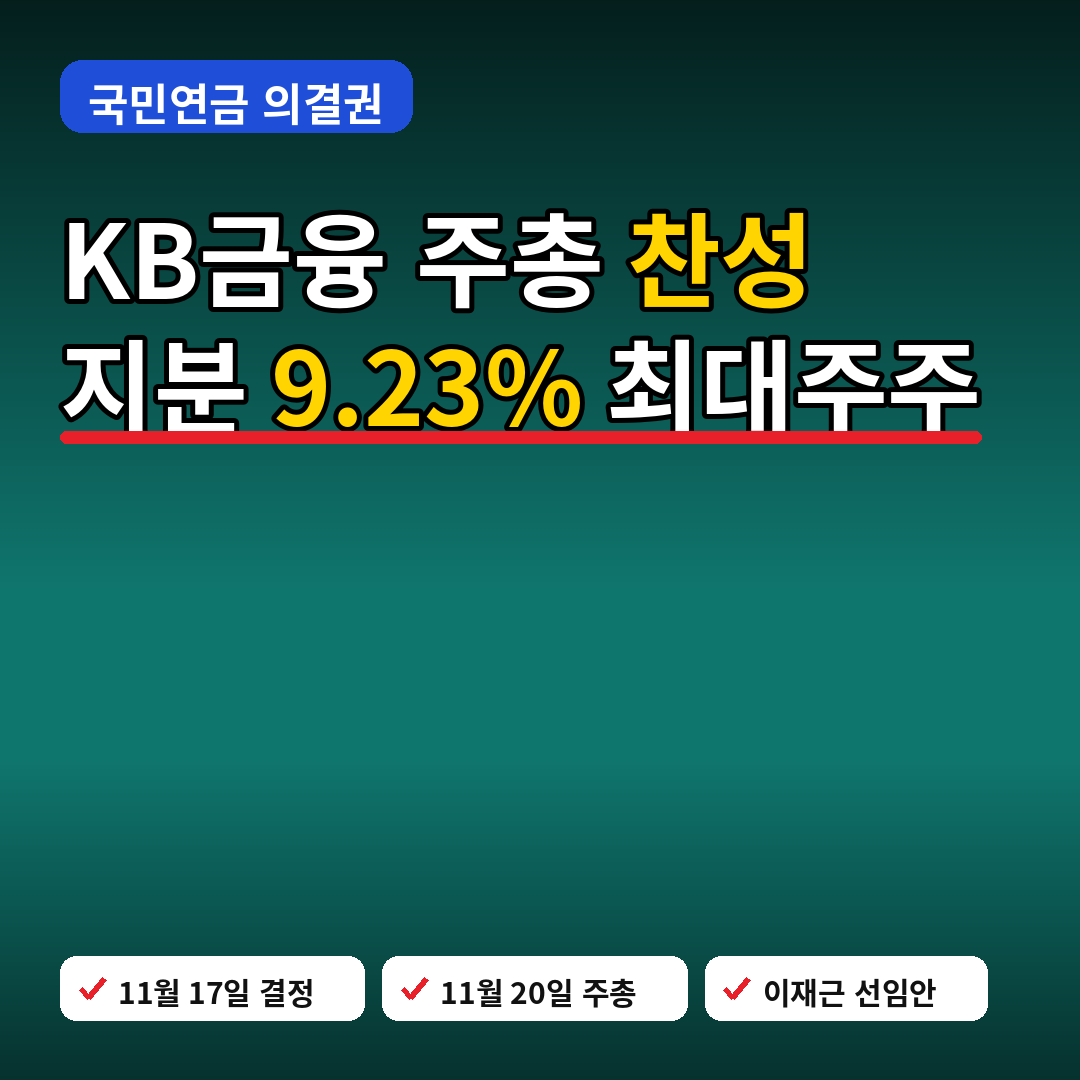 국민연금 의결권
KB금융 주총 찬성
지분 9.23% 최대주주
11월 17일 결정
11월 20일 주총
이재근 선임안